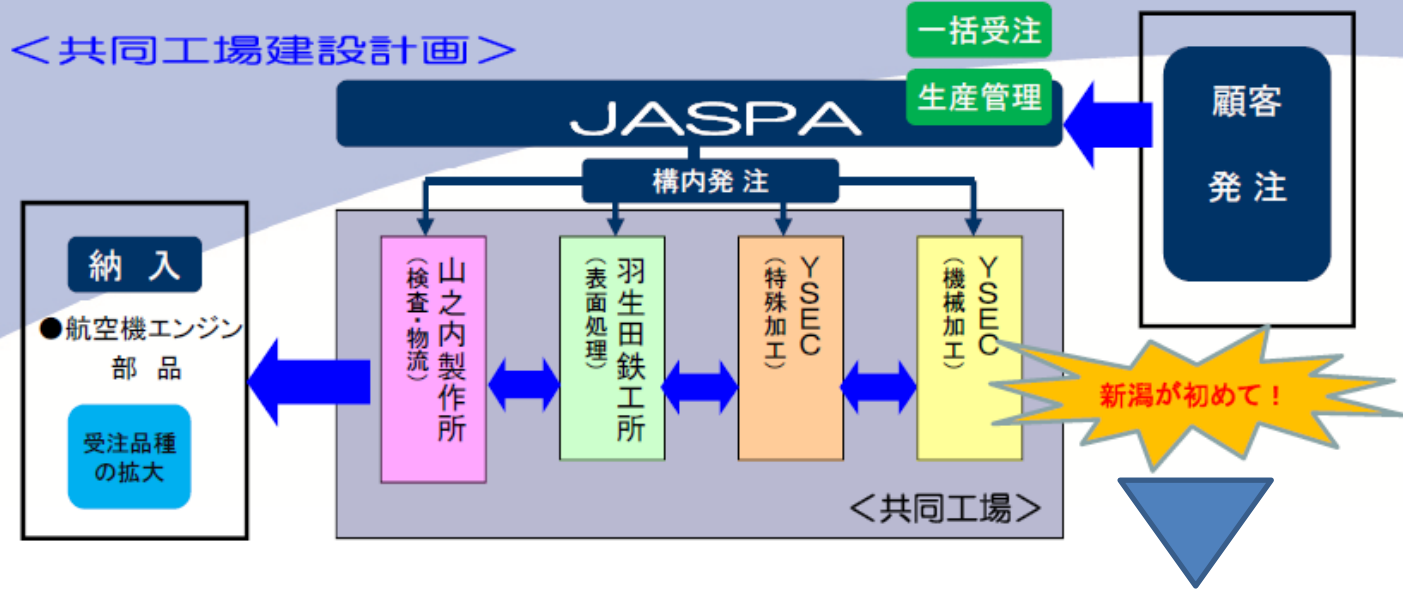 ＜共同工場建設計画＞
一括受注
生産管理
JASPA
顧客
発注
構内発注
納入
●航空機エンジン
部品
受注品種
の拡大
山之内製作所
（検査・物流）
羽生田鉄工所
（表面処理）
YSEC
（特殊加工）
YSEC
（機械加工）
新潟が初めて！
＜共同工場＞